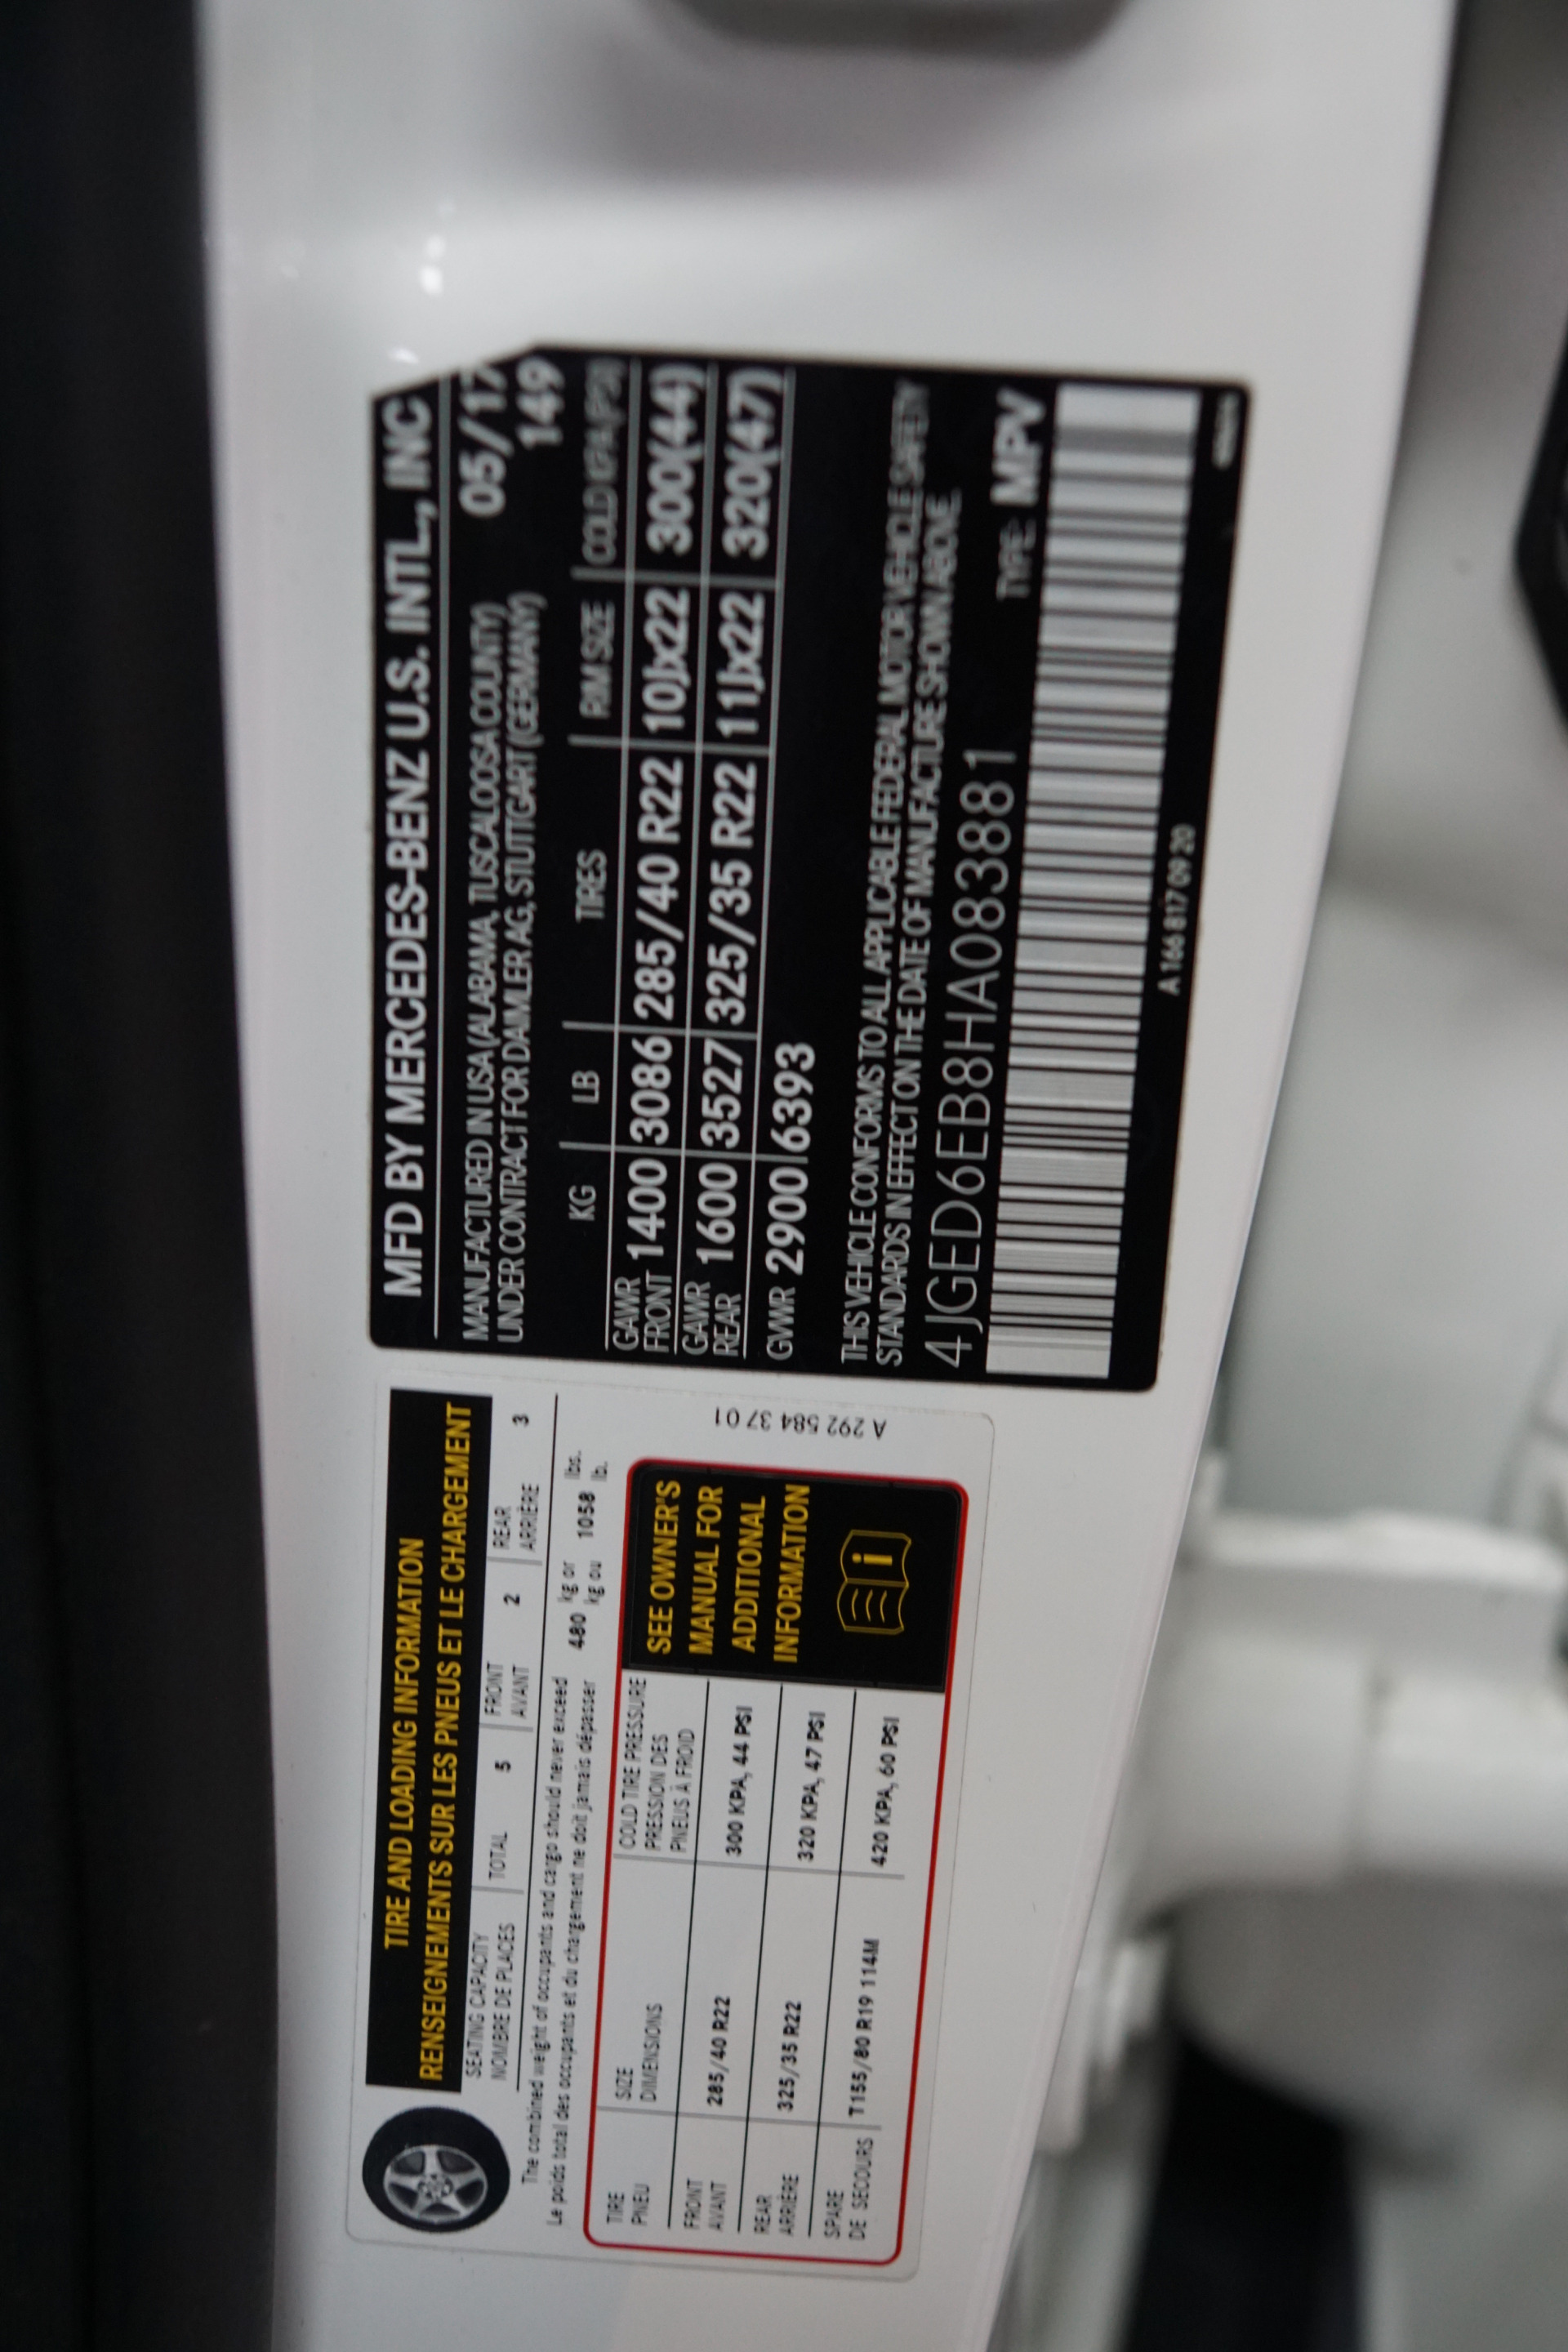 TIRE AND LOADING INFORMATION
RENSEIGNEMENTS SUR LES PNEUS ET LE CHARGEMENT
SEATING CAPACITY
NOMBRE DE PLACES
TOTAL 5
FRONT
AVANT
2
REAR
ARRIÈRE
3
The combined weight of occupants and cargo should never exceed
Le poids total des occupants et du chargement ne doit jamais dépasser
480 kg or
kg ou
1058 lbs.
lb.
TIRE
PNEU
SIZE
DIMENSIONS
COLD TIRE PRESSURE
PRESSION DES
PNEUS À FROID
FRONT
AVANT
285/40 R22
300 KPA, 44 PSI
REAR
ARRIÈRE
325/35 R22
320 KPA, 47 PSI
SPARE
DE SECOURS
T155/80 R19 114M
420 KPA, 60 PSI
SEE OWNER'S
MANUAL FOR
ADDITIONAL
INFORMATION
i
A 292 584 37 01
MFD BY MERCEDES-BENZ U.S. INTL., INC
MANUFACTURED IN USA (ALABAMA, TUSCALOOSA COUNTY) 05/17
UNDER CONTRACT FOR DAIMLER AG, STUTTGART (GERMANY) 149
KG LB TIRES RIM SIZE COLD KPA(PSI)
GAWR
FRONT
1400 3086 285/40 R22 10Jx22 300(44)
GAWR
REAR
1600 3527 325/35 R22 11Jx22 320(47)
GVWR 2900 6393
THIS VEHICLE CONFORMS TO ALL APPLICABLE FEDERAL MOTOR VEHICLE SAFETY
STANDARDS IN EFFECT ON THE DATE OF MANUFACTURE SHOWN ABOVE.
4JGED6EB8HA083881 TYPE: MPV
A 166 817 09 20